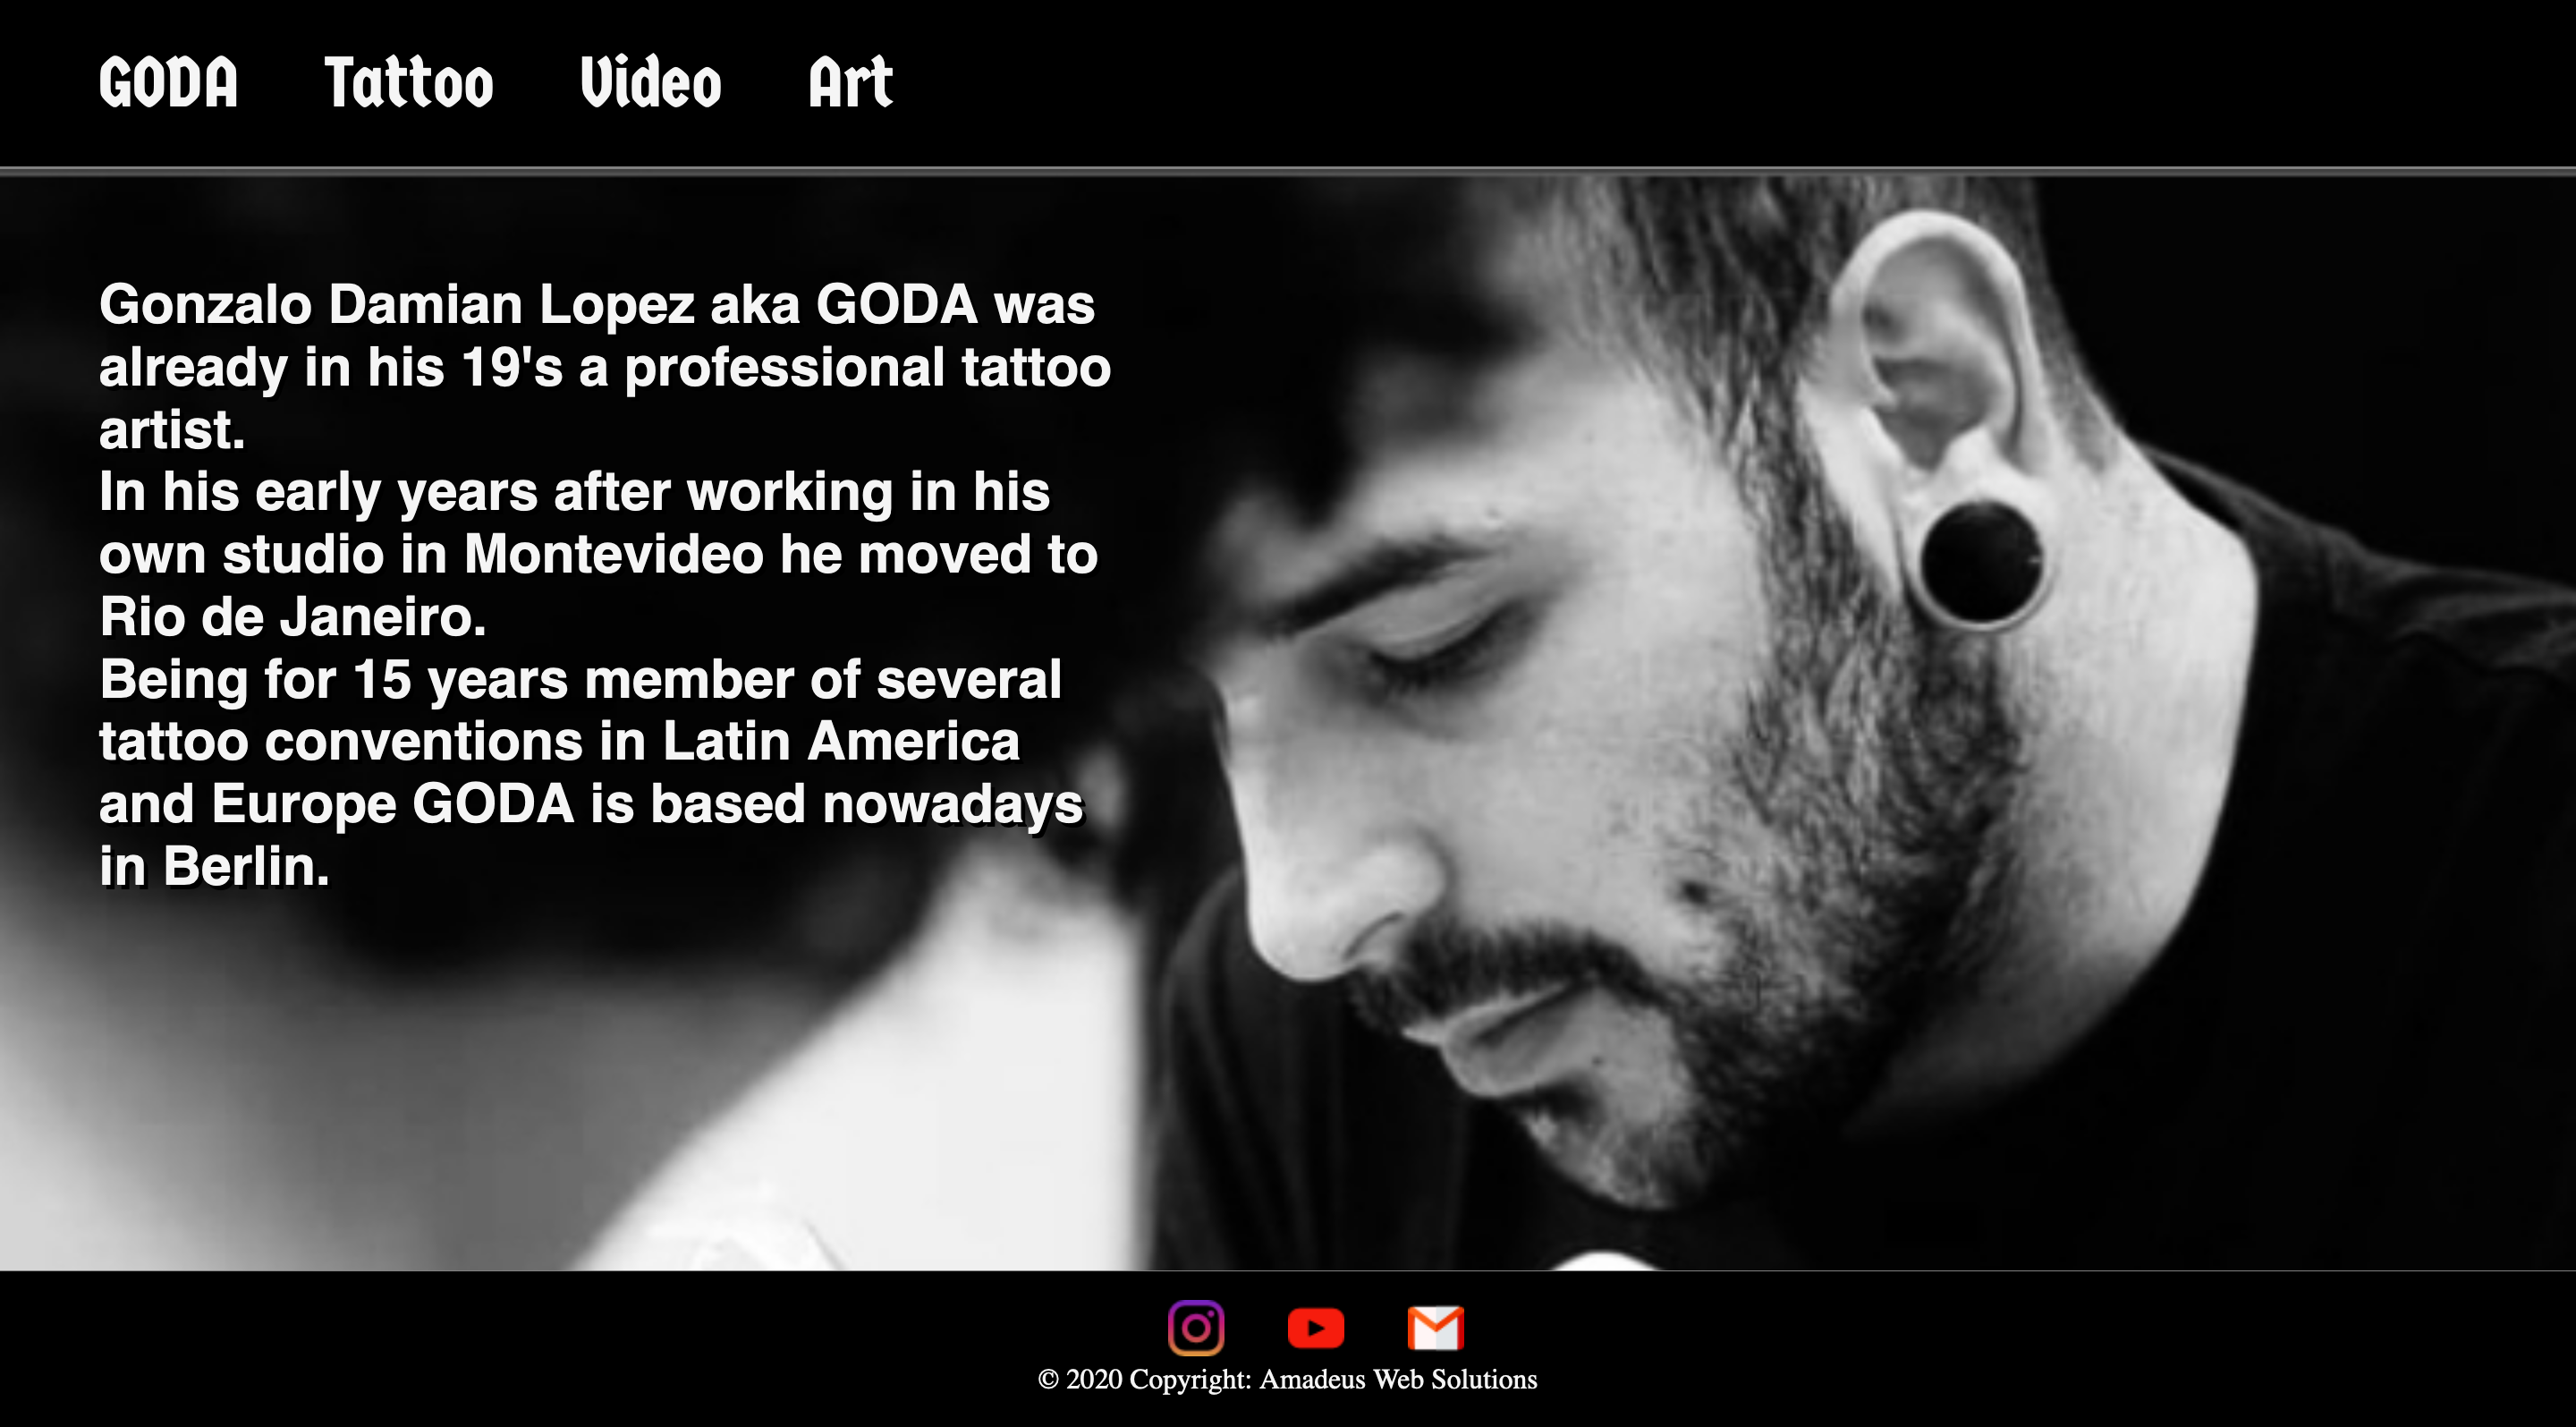 GODA Tattoo Video Art
Gonzalo Damian Lopez aka GODA was
already in his 19's a professional tattoo
artist.
In his early years after working in his
own studio in Montevideo he moved to
Rio de Janeiro.
Being for 15 years member of several
tattoo conventions in Latin America
and Europe GODA is based nowadays
in Berlin.
© 2020 Copyright: Amadeus Web Solutions